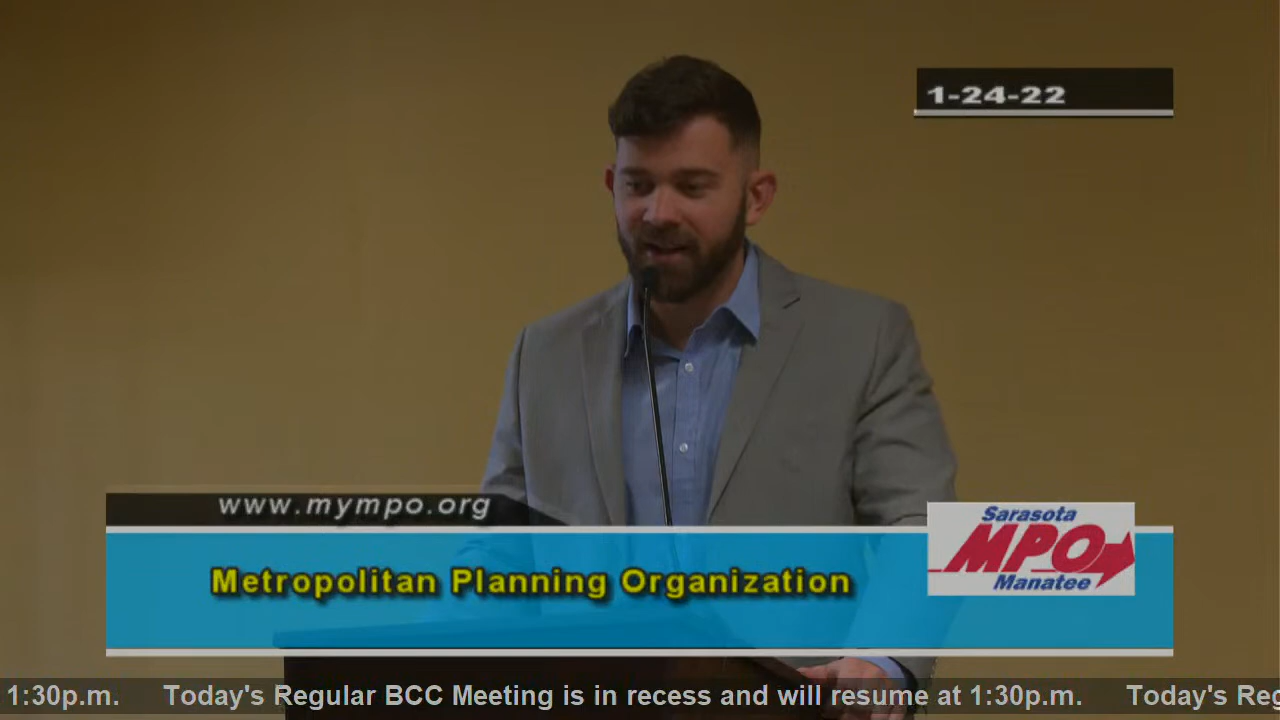 1-24-22
www.mympo.org
Metropolitan Planning Organization
Sarasota
MPO
Manatee
1:30p.m. Today's Regular BCC Meeting is in recess and will resume at 1:30p.m. Today's Reg